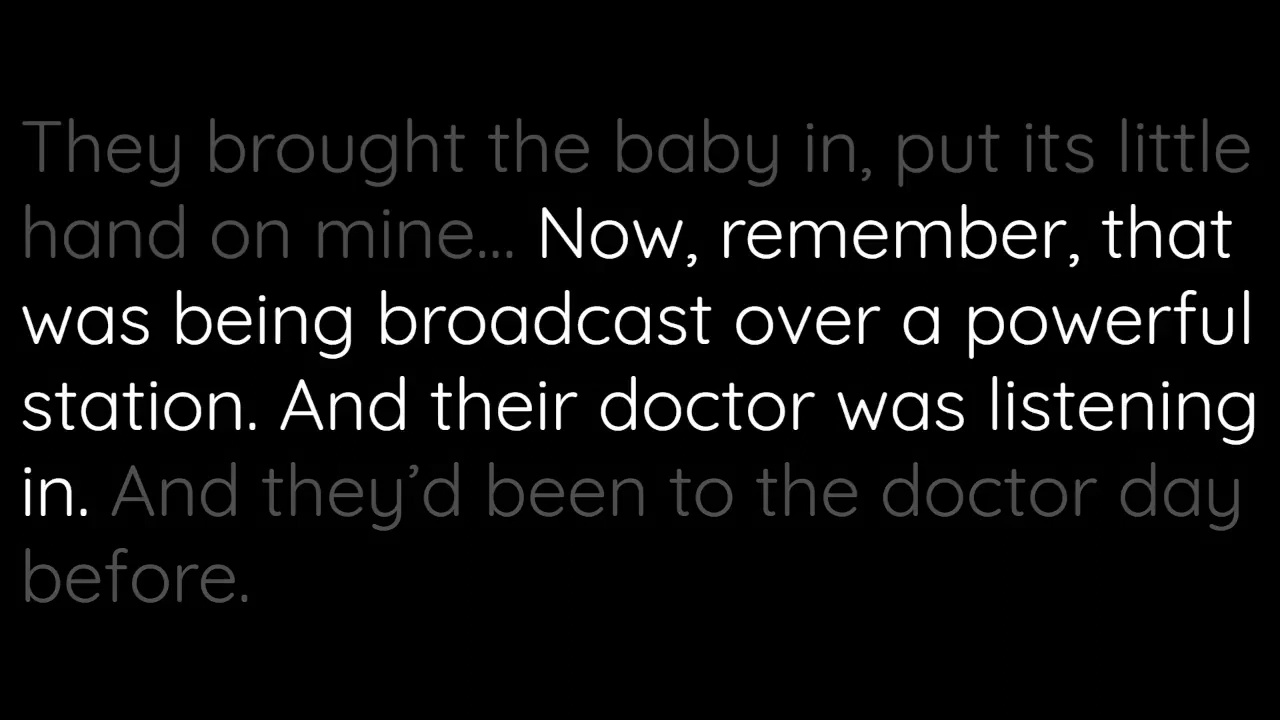 They brought the baby in, put its little
hand on mine... Now, remember, that
was being broadcast over a powerful
station. And their doctor was listening
in. And they’d been to the doctor day
before.